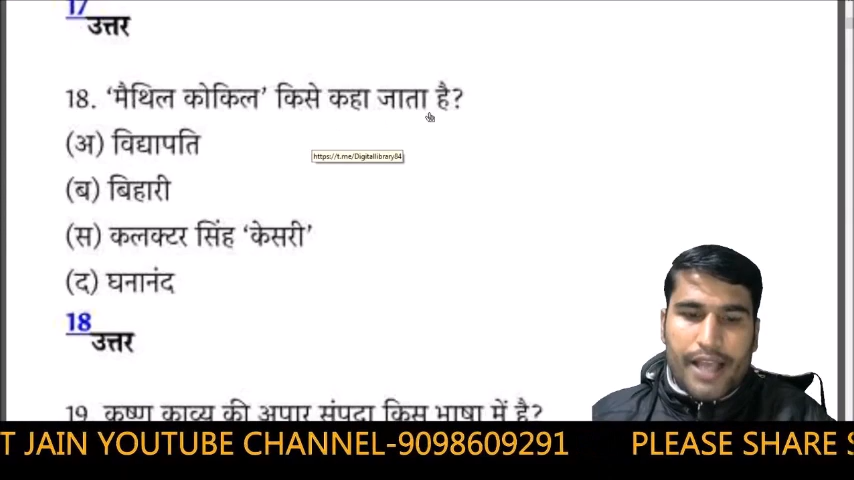 17
उत्तर
18. ‘मैथिल कोकिल’ किसे कहा जाता है?
https://t.me/Digitallibrary84
(अ) विद्यापति
(ब) बिहारी
(स) कलक्टर सिंह ‘केसरी’
(द) घनानंद
18
उत्तर
19. कृष्ण काव्य की अपार संपदा किस भाषा में है?
T JAIN YOUTUBE CHANNEL-9098609291 PLEASE SHARE S